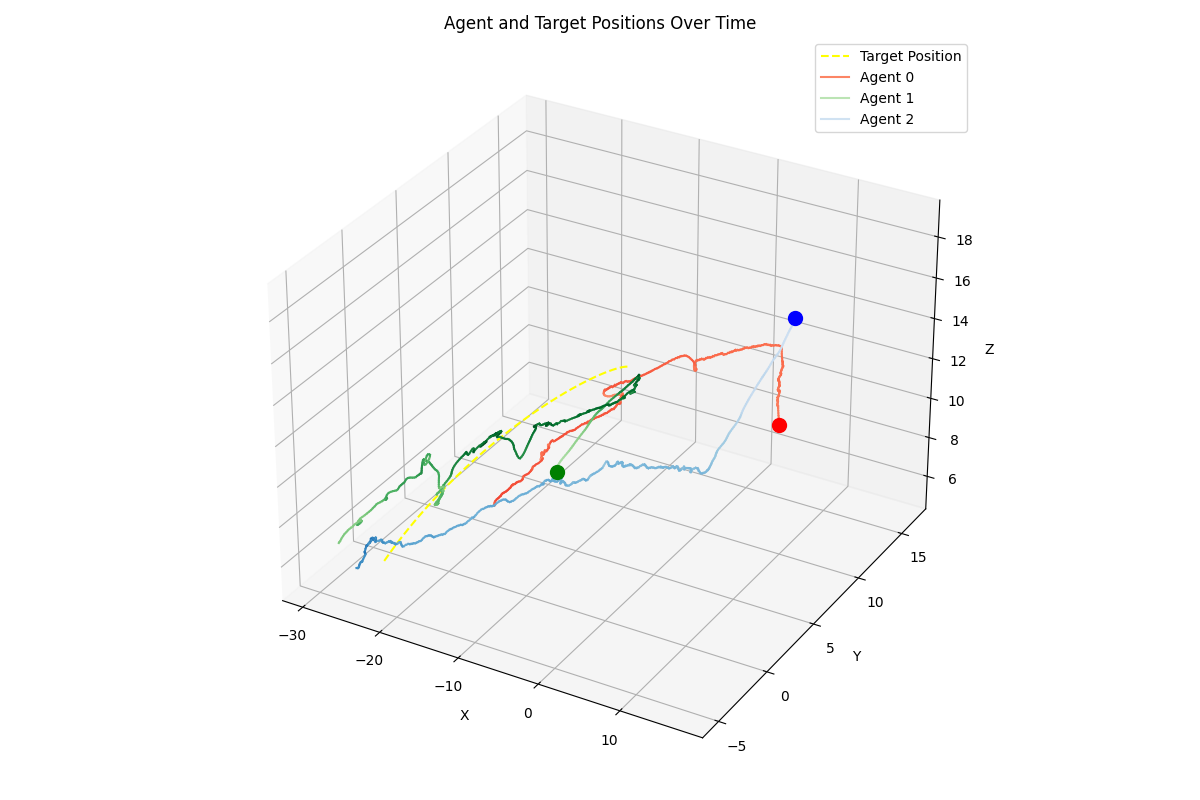 Agent and Target Positions Over Time
Target Position
Agent 0
Agent 1
Agent 2
18
16
14
12
10
8
6
Z
15
10
5
0
−5
Y
−30
−20
−10
0
10
X